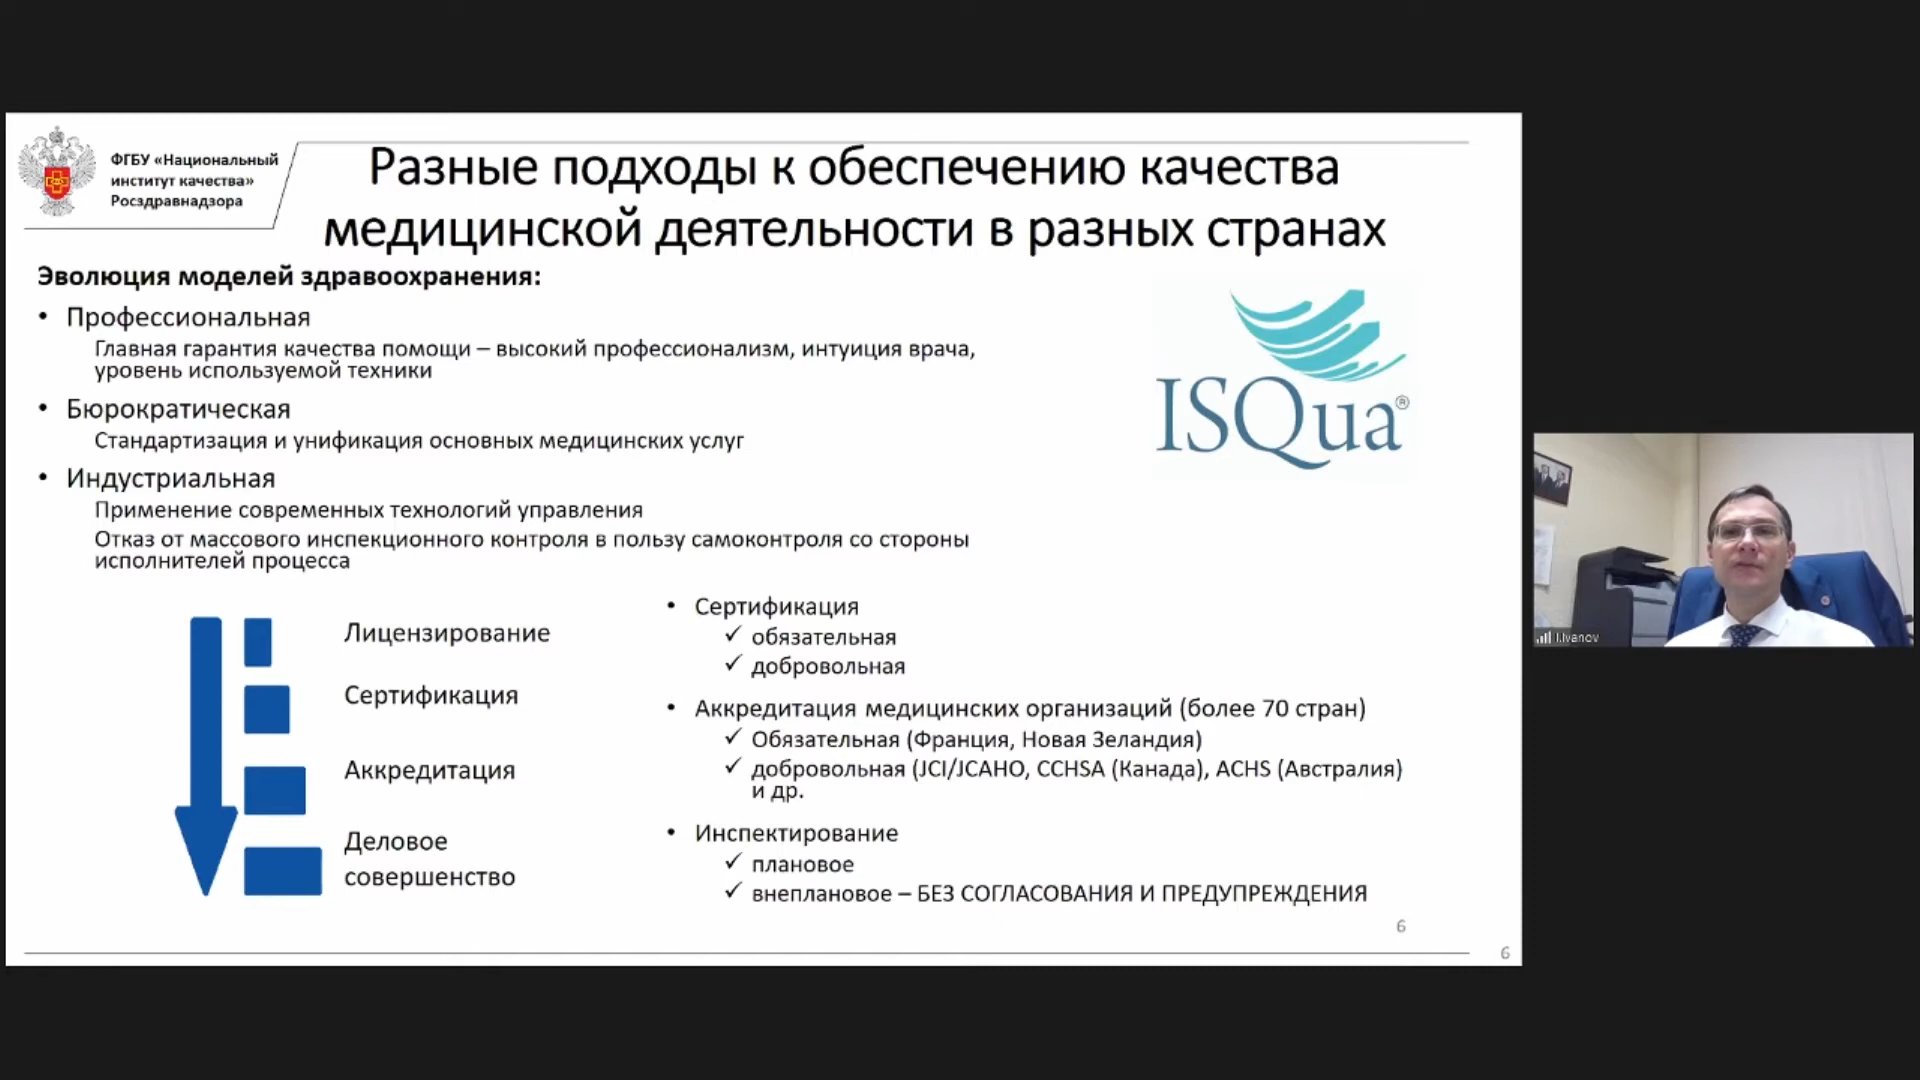 ФГБУ «Национальный
институт качества»
Росздравнадзора
Разные подходы к обеспечению качества
медицинской деятельности в разных странах
Эволюция моделей здравоохранения:
• Профессиональная
Главная гарантия качества помощи – высокий профессионализм, интуиция врача,
уровень используемой техники
• Бюрократическая
Стандартизация и унификация основных медицинских услуг
• Индустриальная
Применение современных технологий управления
Отказ от массового инспекционного контроля в пользу самоконтроля со стороны
исполнителей процесса
ISQua®
Лицензирование
Сертификация
Аккредитация
Деловое
совершенство
• Сертификация
✓ обязательная
✓ добровольная
• Аккредитация медицинских организаций (более 70 стран)
✓ Обязательная (Франция, Новая Зеландия)
✓ добровольная (JCI/JCAHO, CCHSA (Канада), ACHS (Австралия)
и др.
• Инспектирование
✓ плановое
✓ внеплановое – БЕЗ СОГЛАСОВАНИЯ И ПРЕДУПРЕЖДЕНИЯ
6
6
I.Ivanov